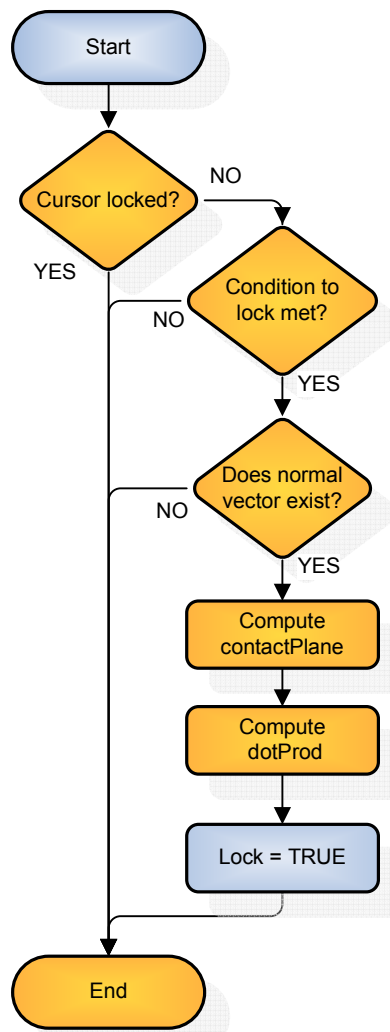 Start
Cursor locked?
NO
YES
Condition to
lock met?
NO
YES
Does normal
vector exist?
NO
YES
Compute
contactPlane
Compute
dotProd
Lock = TRUE
End